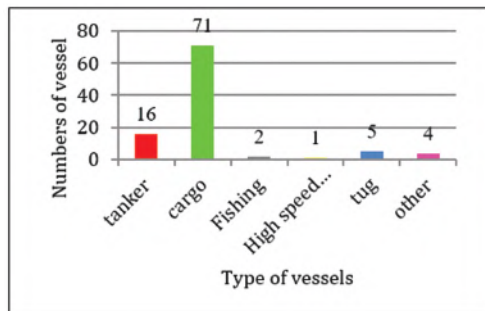 Numbers of vessel
80
60
40
20
0
16
71
2
1
5
4
tanker
cargo
Fishing
High speed...
tug
other
Type of vessels